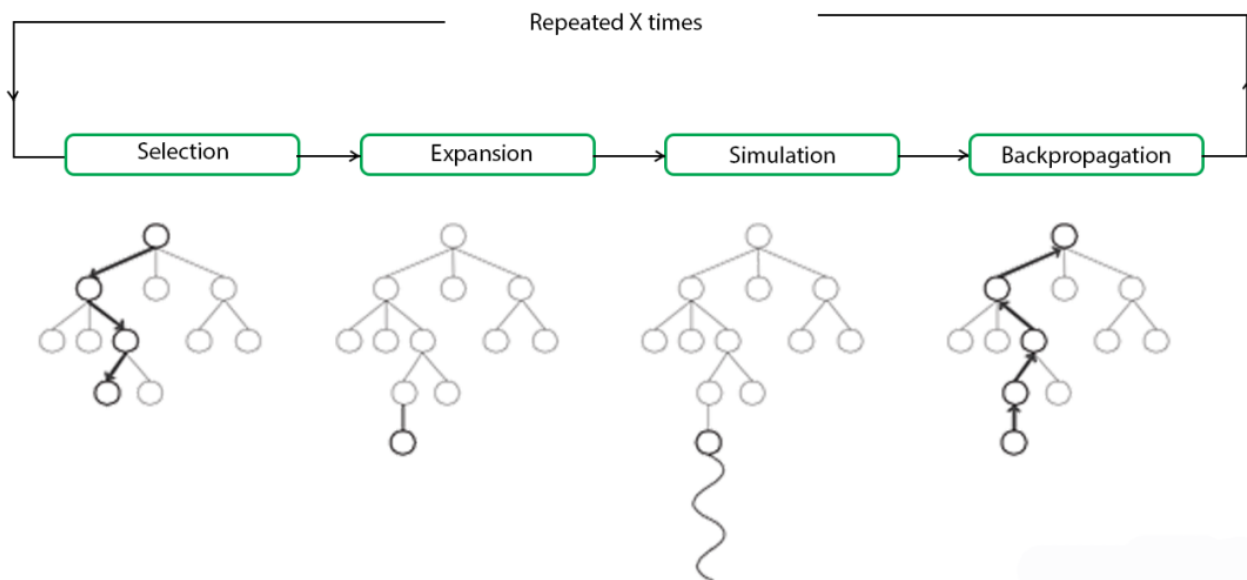 Repeated X times
Selection
Expansion
Simulation
Backpropagation